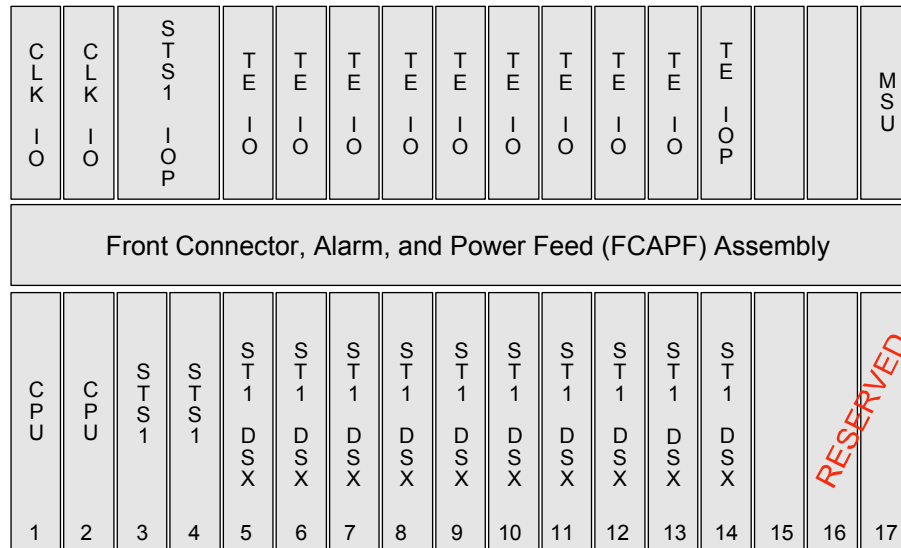 CLK IO
CLK IO
STS1 IOP
TE IO
TE IO
TE IO
TE IO
TE IO
TE IO
TE IO
TE IO
TE IO
TE IOP
MSU
Front Connector, Alarm, and Power Feed (FCAPF) Assembly
CPU
CPU
STS1
STS1
ST1 DSX
ST1 DSX
ST1 DSX
ST1 DSX
ST1 DSX
ST1 DSX
ST1 DSX
ST1 DSX
ST1 DSX
ST1 DSX
RESERVED
1 2 3 4 5 6 7 8 9 10 11 12 13 14 15 16 17